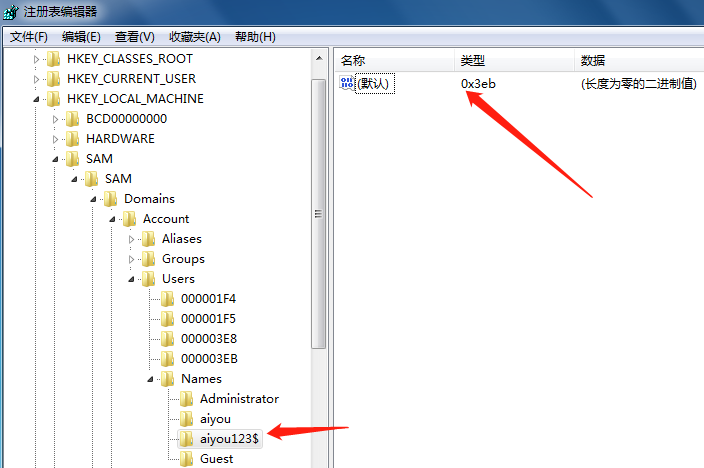 注册表编辑器
文件(F) 编辑(E) 查看(V) 收藏夹(A) 帮助(H)
HKEY_CLASSES_ROOT
HKEY_CURRENT_USER
HKEY_LOCAL_MACHINE
BCD00000000
HARDWARE
SAM
SAM
Domains
Account
Aliases
Groups
Users
000001F4
000001F5
000003E8
000003EB
Names
Administrator
aiyou
aiyou123$
Guest
名称 类型 数据
(默认) 0x3eb (长度为零的二进制值)